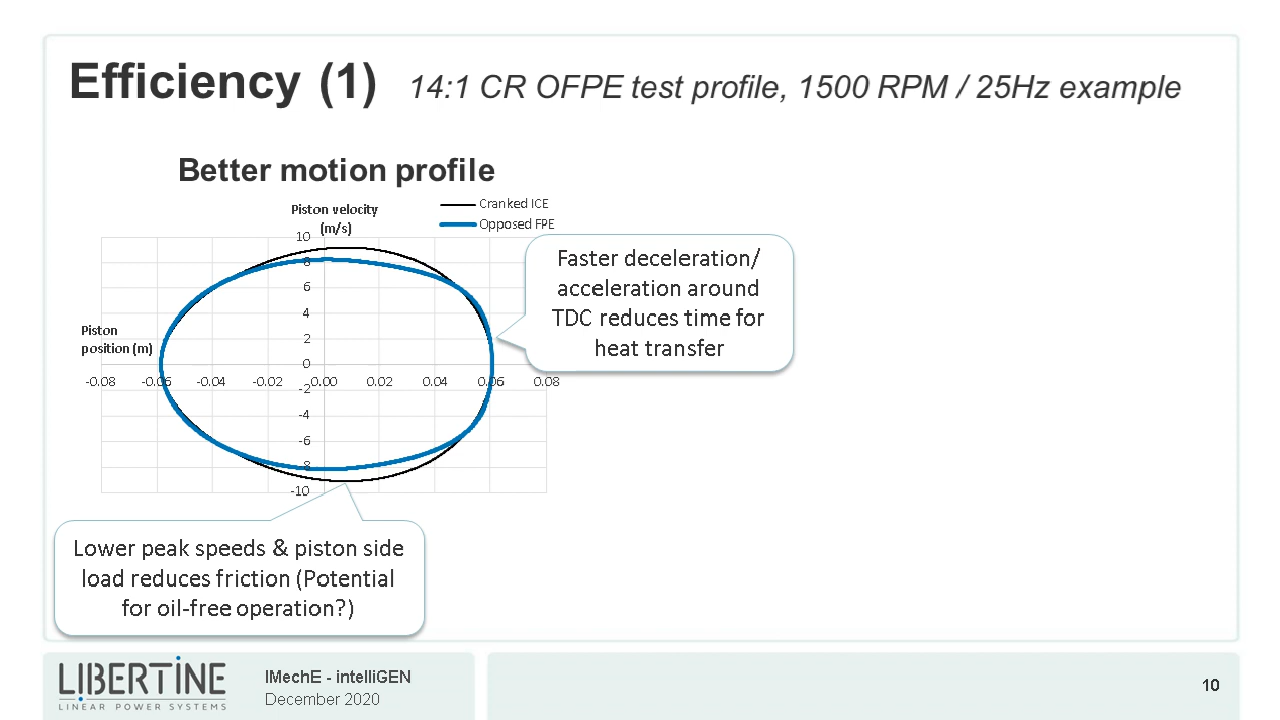 Efficiency (1) 14:1 CR OFPE test profile, 1500 RPM / 25Hz example
Better motion profile
Piston velocity
(m/s)
Cranked ICE
Opposed FPE
10
8
6
4
2
0
-2
-4
-6
-8
-10
Piston
position (m)
-0.08 -0.06 -0.04 -0.02 0.00 0.02 0.04 0.06 0.08
Faster deceleration/
acceleration around
TDC reduces time for
heat transfer
Lower peak speeds & piston side
load reduces friction (Potential
for oil-free operation?)
LIBERTINE
LINEAR POWER SYSTEMS
IMechE - intelliGEN
December 2020
10